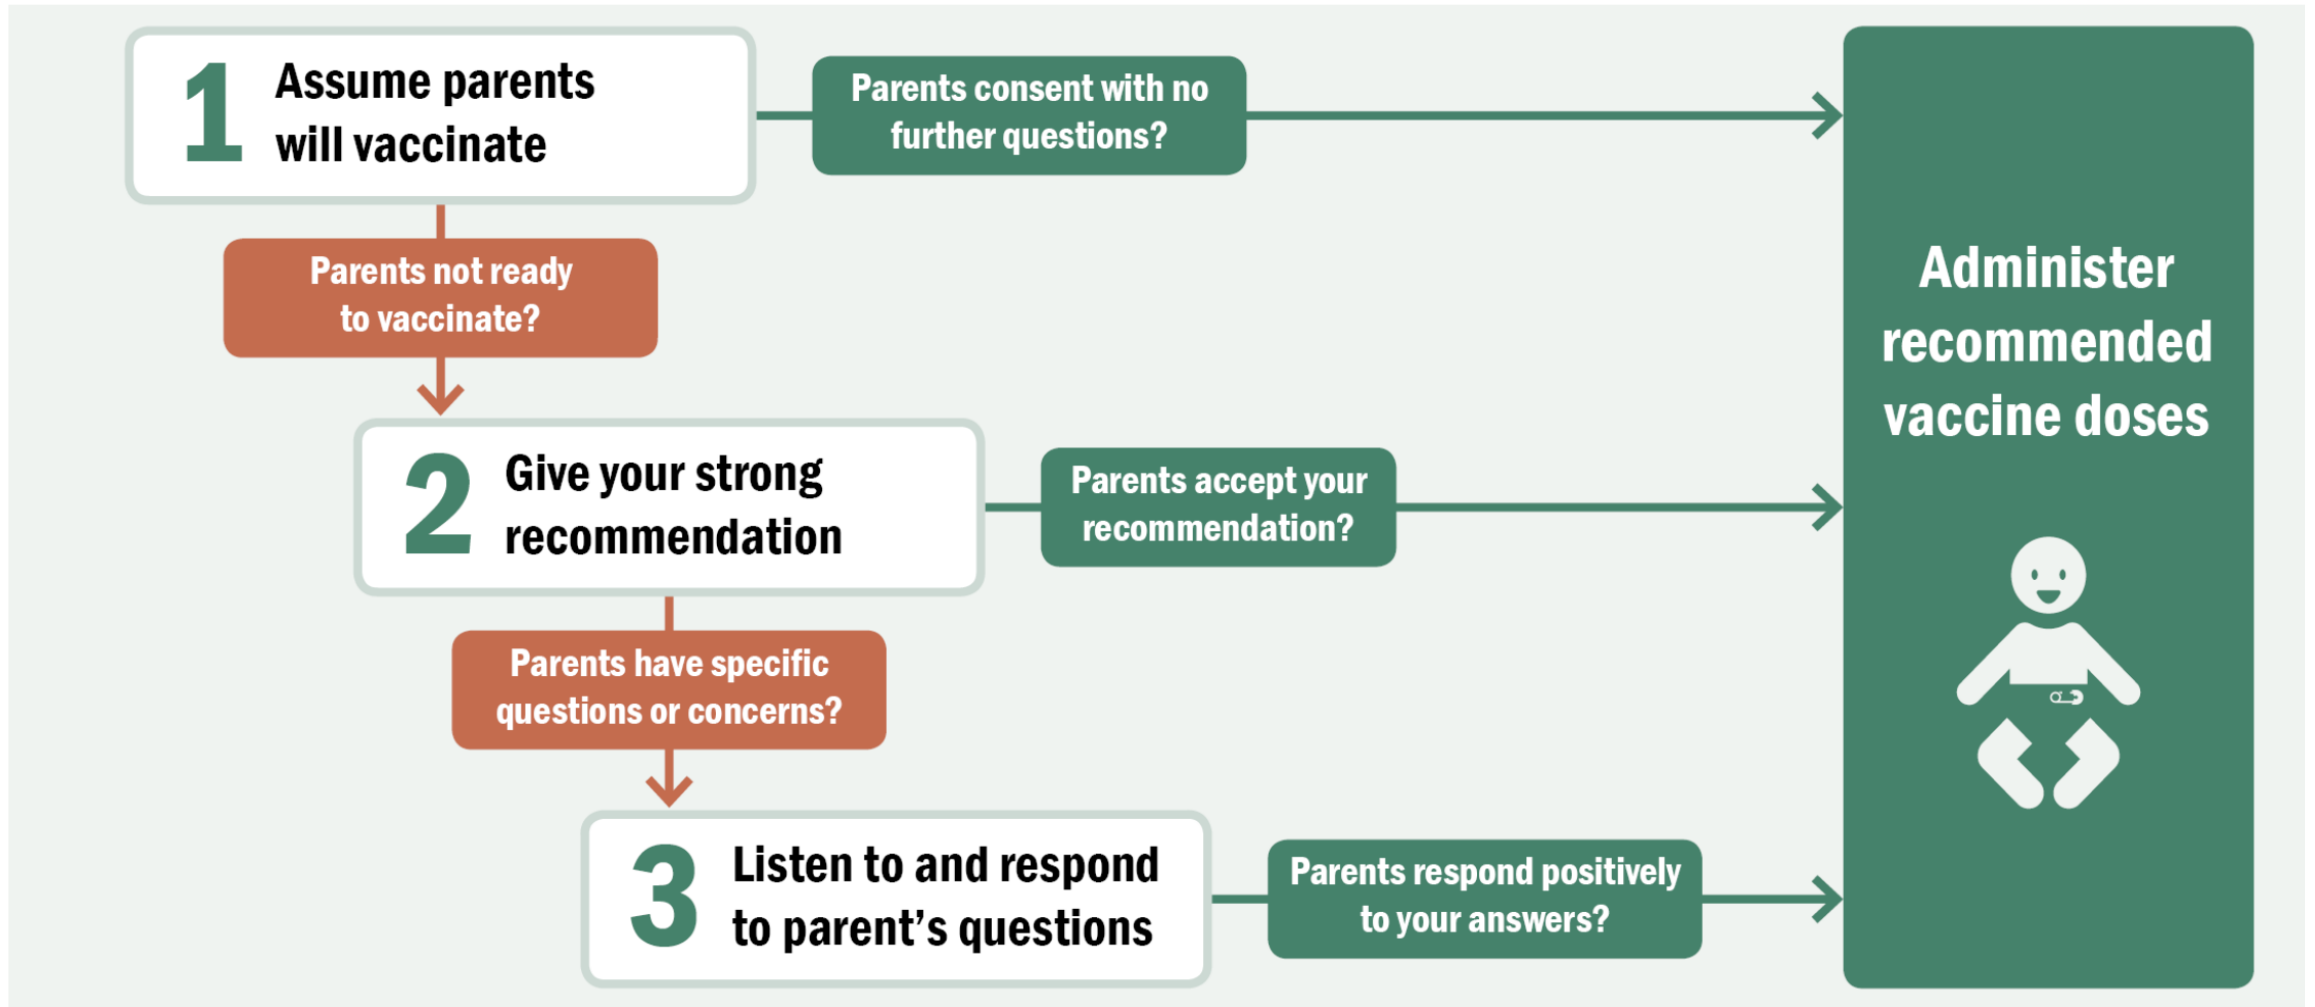 1
Assume parents
will vaccinate
Parents consent with no
further questions?
Parents not ready
to vaccinate?
2
Give your strong
recommendation
Parents accept your
recommendation?
Parents have specific
questions or concerns?
3
Listen to and respond
to parent’s questions
Parents respond positively
to your answers?
Administer
recommended
vaccine doses